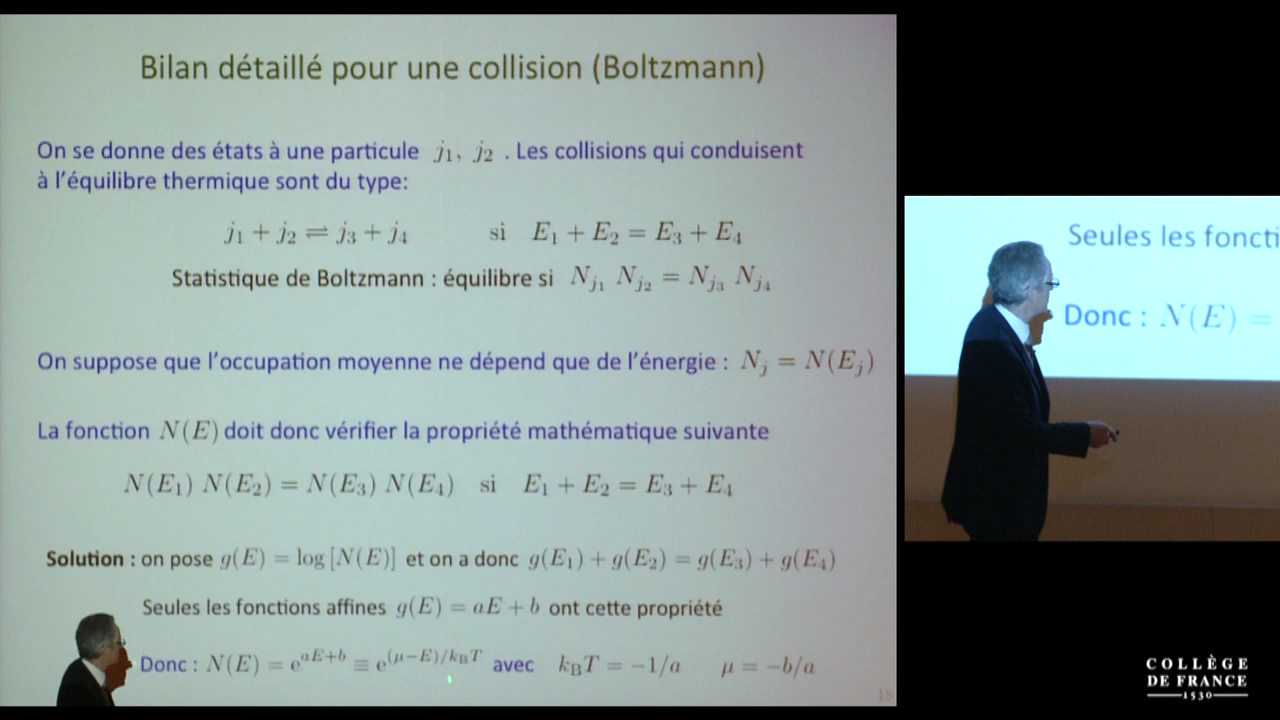 Bilan détaillé pour une collision (Boltzmann)
On se donne des états à une particule j₁, j₂ . Les collisions qui conduisent
à l'équilibre thermique sont du type:
j₁ + j₂ ⇌ j₃ + j₄ si E₁ + E₂ = E₃ + E₄
Statistique de Boltzmann : équilibre si N_{j₁} N_{j₂} = N_{j₃} N_{j₄}
On suppose que l'occupation moyenne ne dépend que de l'énergie : N_j = N(E_j)
La fonction N(E) doit donc vérifier la propriété mathématique suivante
N(E₁) N(E₂) = N(E₃) N(E₄) si E₁ + E₂ = E₃ + E₄
Solution : on pose g(E) = log [N(E)] et on a donc g(E₁) + g(E₂) = g(E₃) + g(E₄)
Seules les fonctions affines g(E) = aE + b ont cette propriété
Donc : N(E) = e^{aE+b} ≡ e^{(μ−E)/k_BT} avec k_BT = −1/a μ = −b/a
15
Seules les foncti
Donc : N(E) =
COLLÈGE
DE FRANCE
1530